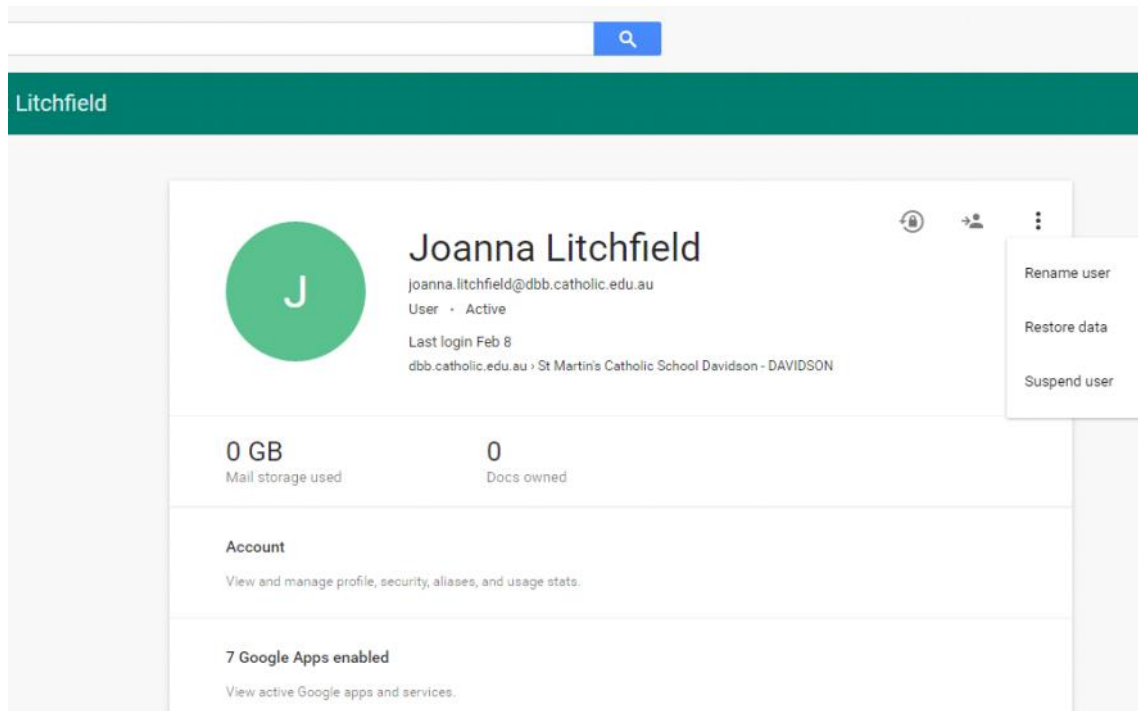 Litchfield
J
Joanna Litchfield
joanna.litchfield@dbb.catholic.edu.au
User · Active
Last login Feb 8
dbb.catholic.edu.au › St Martin's Catholic School Davidson - DAVIDSON
Rename user
Restore data
Suspend user
0 GB
Mail storage used
0
Docs owned
Account
View and manage profile, security, aliases, and usage stats.
7 Google Apps enabled
View active Google apps and services.